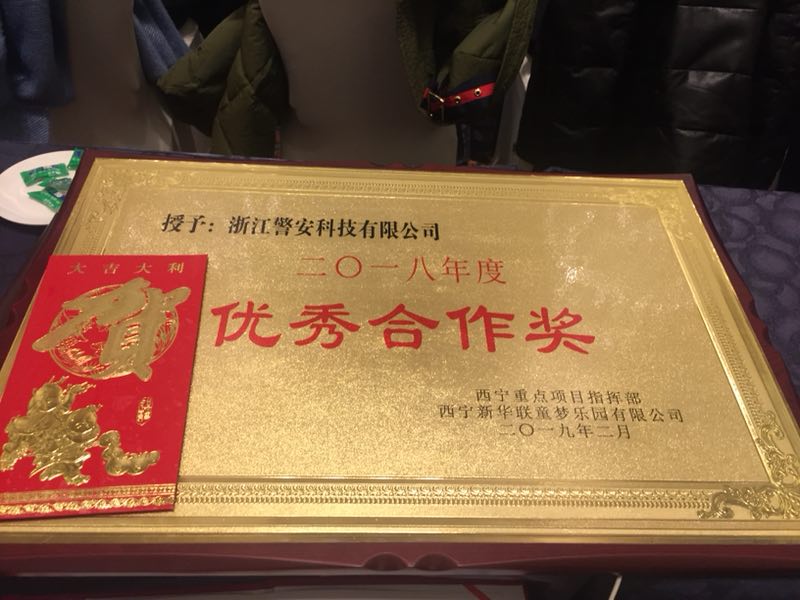 授予：浙江警安科技有限公司
二〇一八年度
优秀合作奖
西宁重点项目指挥部
西宁新华联童梦乐园有限公司
二〇一九年二月
大吉大利
贺